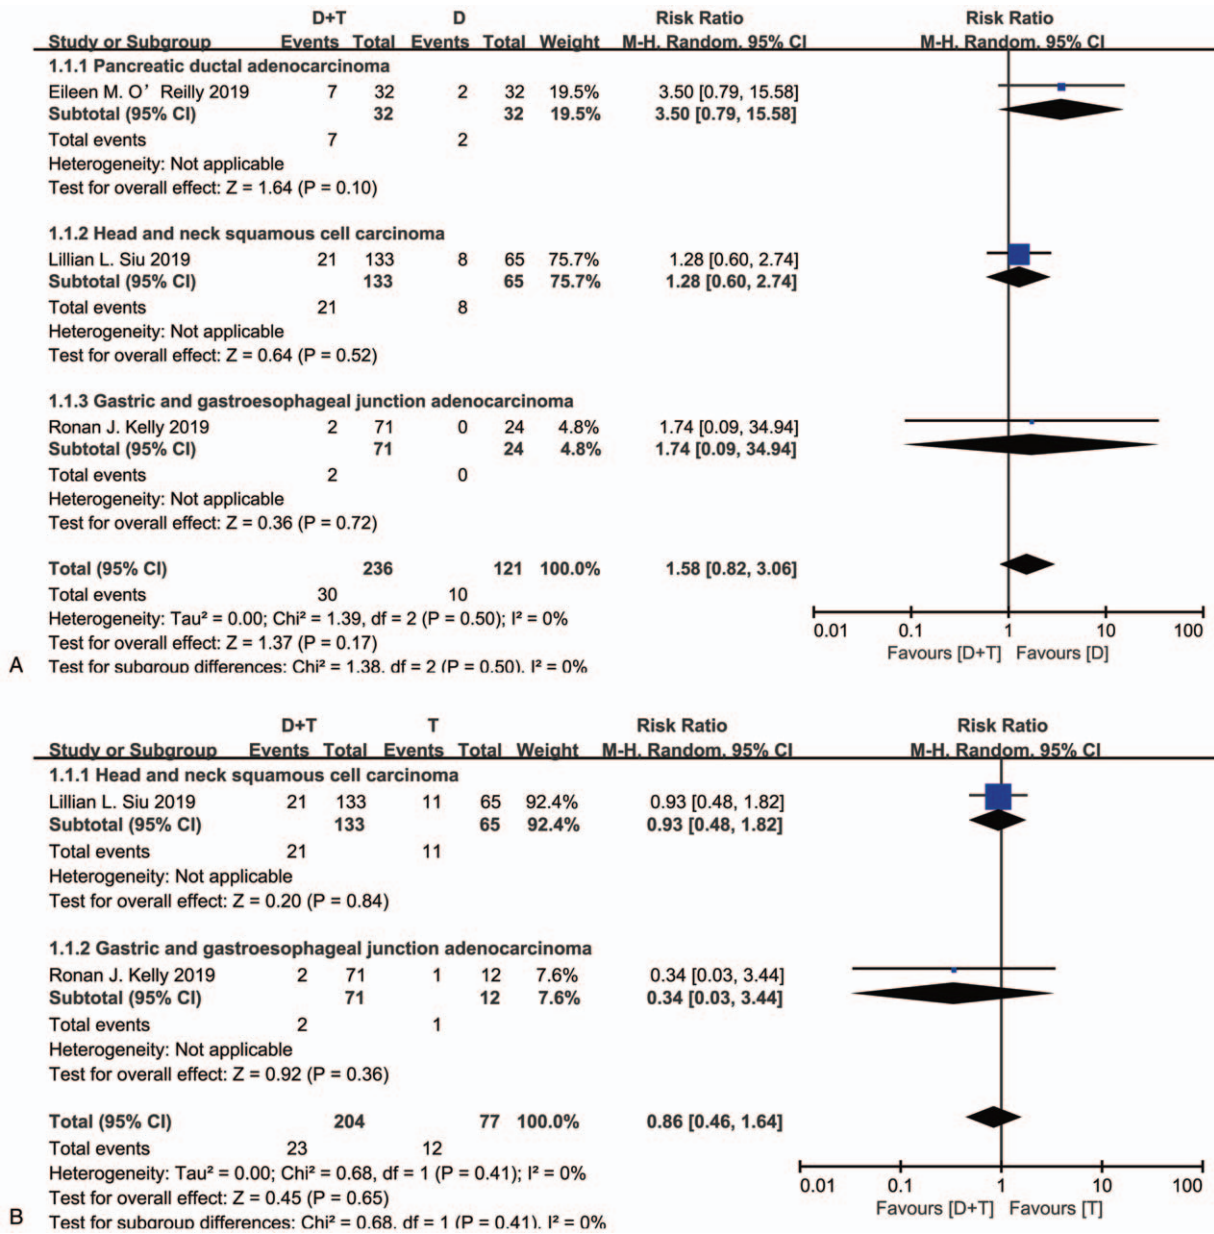 D+T D Risk Ratio Risk Ratio
Study or Subgroup Events Total Events Total Weight M-H. Random. 95% CI M-H. Random. 95% CI
1.1.1 Pancreatic ductal adenocarcinoma
Eileen M. O’ Reilly 2019 7 32 2 32 19.5% 3.50 [0.79, 15.58]
Subtotal (95% CI) 32 32 19.5% 3.50 [0.79, 15.58]
Total events 7 2
Heterogeneity: Not applicable
Test for overall effect: Z = 1.64 (P = 0.10)
1.1.2 Head and neck squamous cell carcinoma
Lillian L. Siu 2019 21 133 8 65 75.7% 1.28 [0.60, 2.74]
Subtotal (95% CI) 133 65 75.7% 1.28 [0.60, 2.74]
Total events 21 8
Heterogeneity: Not applicable
Test for overall effect: Z = 0.64 (P = 0.52)
1.1.3 Gastric and gastroesophageal junction adenocarcinoma
Ronan J. Kelly 2019 2 71 0 24 4.8% 1.74 [0.09, 34.94]
Subtotal (95% CI) 71 24 4.8% 1.74 [0.09, 34.94]
Total events 2 0
Heterogeneity: Not applicable
Test for overall effect: Z = 0.36 (P = 0.72)
Total (95% CI) 236 121 100.0% 1.58 [0.82, 3.06]
Total events 30 10
Heterogeneity: Tau² = 0.00; Chi² = 1.39, df = 2 (P = 0.50); I² = 0%
Test for overall effect: Z = 1.37 (P = 0.17)
Test for subgroup differences: Chi² = 1.38. df = 2 (P = 0.50). I² = 0%
0.01 0.1 1 10 100
Favours [D+T] Favours [D]
A
D+T T Risk Ratio Risk Ratio
Study or Subgroup Events Total Events Total Weight M-H. Random. 95% CI M-H. Random. 95% CI
1.1.1 Head and neck squamous cell carcinoma
Lillian L. Siu 2019 21 133 11 65 92.4% 0.93 [0.48, 1.82]
Subtotal (95% CI) 133 65 92.4% 0.93 [0.48, 1.82]
Total events 21 11
Heterogeneity: Not applicable
Test for overall effect: Z = 0.20 (P = 0.84)
1.1.2 Gastric and gastroesophageal junction adenocarcinoma
Ronan J. Kelly 2019 2 71 1 12 7.6% 0.34 [0.03, 3.44]
Subtotal (95% CI) 71 12 7.6% 0.34 [0.03, 3.44]
Total events 2 1
Heterogeneity: Not applicable
Test for overall effect: Z = 0.92 (P = 0.36)
Total (95% CI) 204 77 100.0% 0.86 [0.46, 1.64]
Total events 23 12
Heterogeneity: Tau² = 0.00; Chi² = 0.68, df = 1 (P = 0.41); I² = 0%
Test for overall effect: Z = 0.45 (P = 0.65)
Test for subgroup differences: Chi² = 0.68. df = 1 (P = 0.41). I² = 0%
0.01 0.1 1 10 100
Favours [D+T] Favours [T]
B